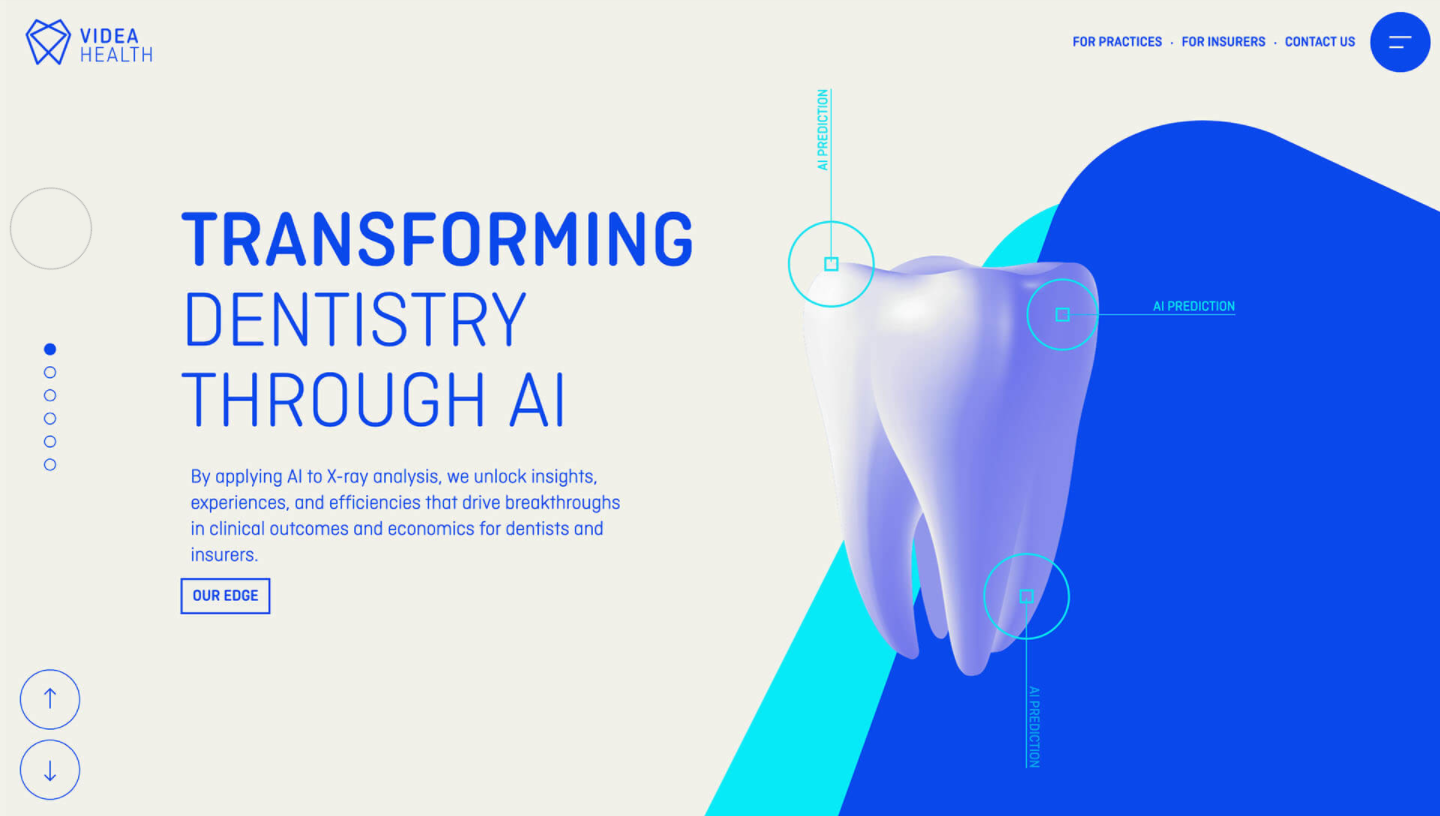 VIDEA
HEALTH
FOR PRACTICES · FOR INSURERS · CONTACT US
AI PREDICTION
TRANSFORMING
DENTISTRY
THROUGH AI
AI PREDICTION
By applying AI to X-ray analysis, we unlock insights,
experiences, and efficiencies that drive breakthroughs
in clinical outcomes and economics for dentists and
insurers.
OUR EDGE
AI PREDICTION